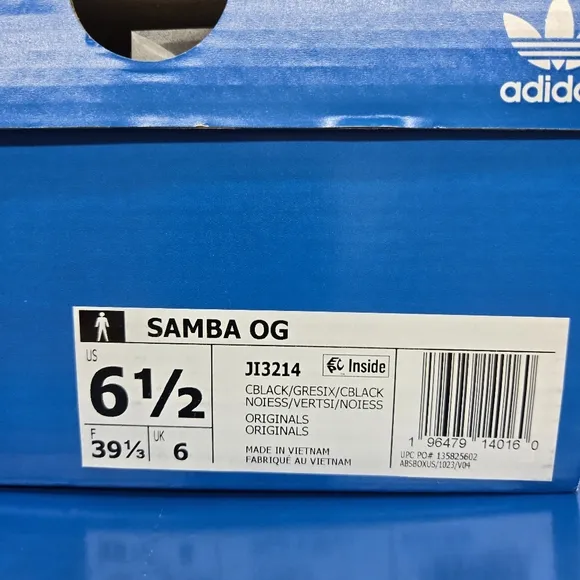 adidas
SAMBA OG
US
6½
F
39⅓
UK
6
JI3214
Inside
CBLACK/GRESIX/CBLACK
NOIESS/VERTSI/NOIESS
ORIGINALS
ORIGINALS
MADE IN VIETNAM
FABRIQUÉ AU VIETNAM
1 96479 14016 0
UPC PO# 135825602
ABSBOXUS/1023/V04